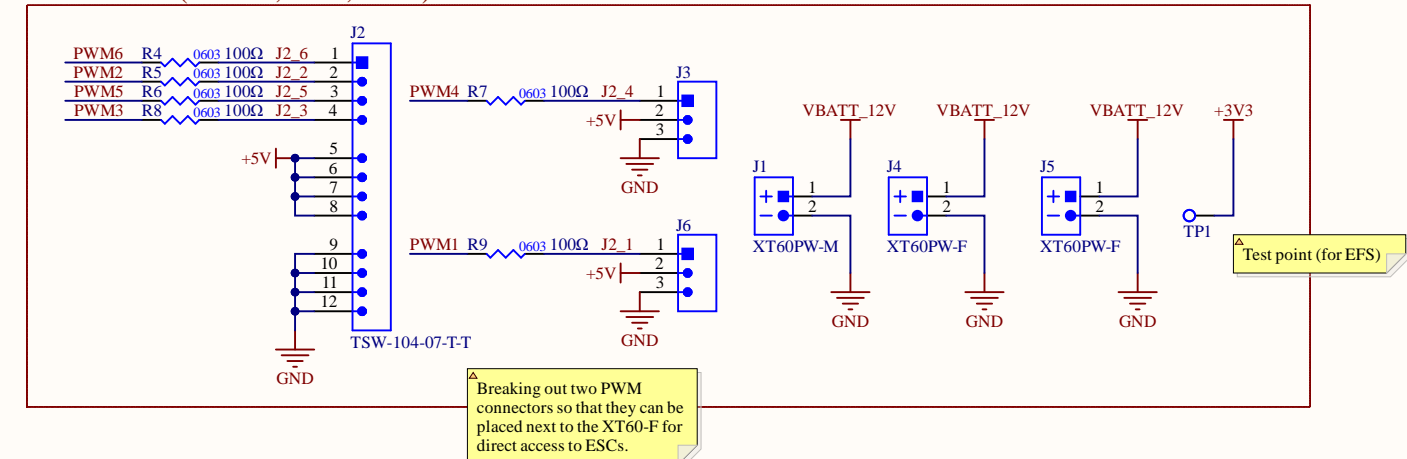 J2
PWM6 R4 0603 100Ω J2_6 1
PWM2 R5 0603 100Ω J2_2 2
PWM5 R6 0603 100Ω J2_5 3
PWM3 R8 0603 100Ω J2_3 4
+5V 5
6
7
8
9
10
11
12
GND
TSW-104-07-T-T
J3
PWM4 R7 0603 100Ω J2_4 1
+5V 2
3
GND
J6
PWM1 R9 0603 100Ω J2_1 1
+5V 2
3
GND
VBATT_12V
J1
+ 1
− 2
XT60PW-M
GND
VBATT_12V
J4
+ 1
− 2
XT60PW-F
GND
VBATT_12V
J5
+ 1
− 2
XT60PW-F
GND
+3V3
TP1
Test point (for EFS)
Breaking out two PWM
connectors so that they can be
placed next to the XT60-F for
direct access to ESCs.